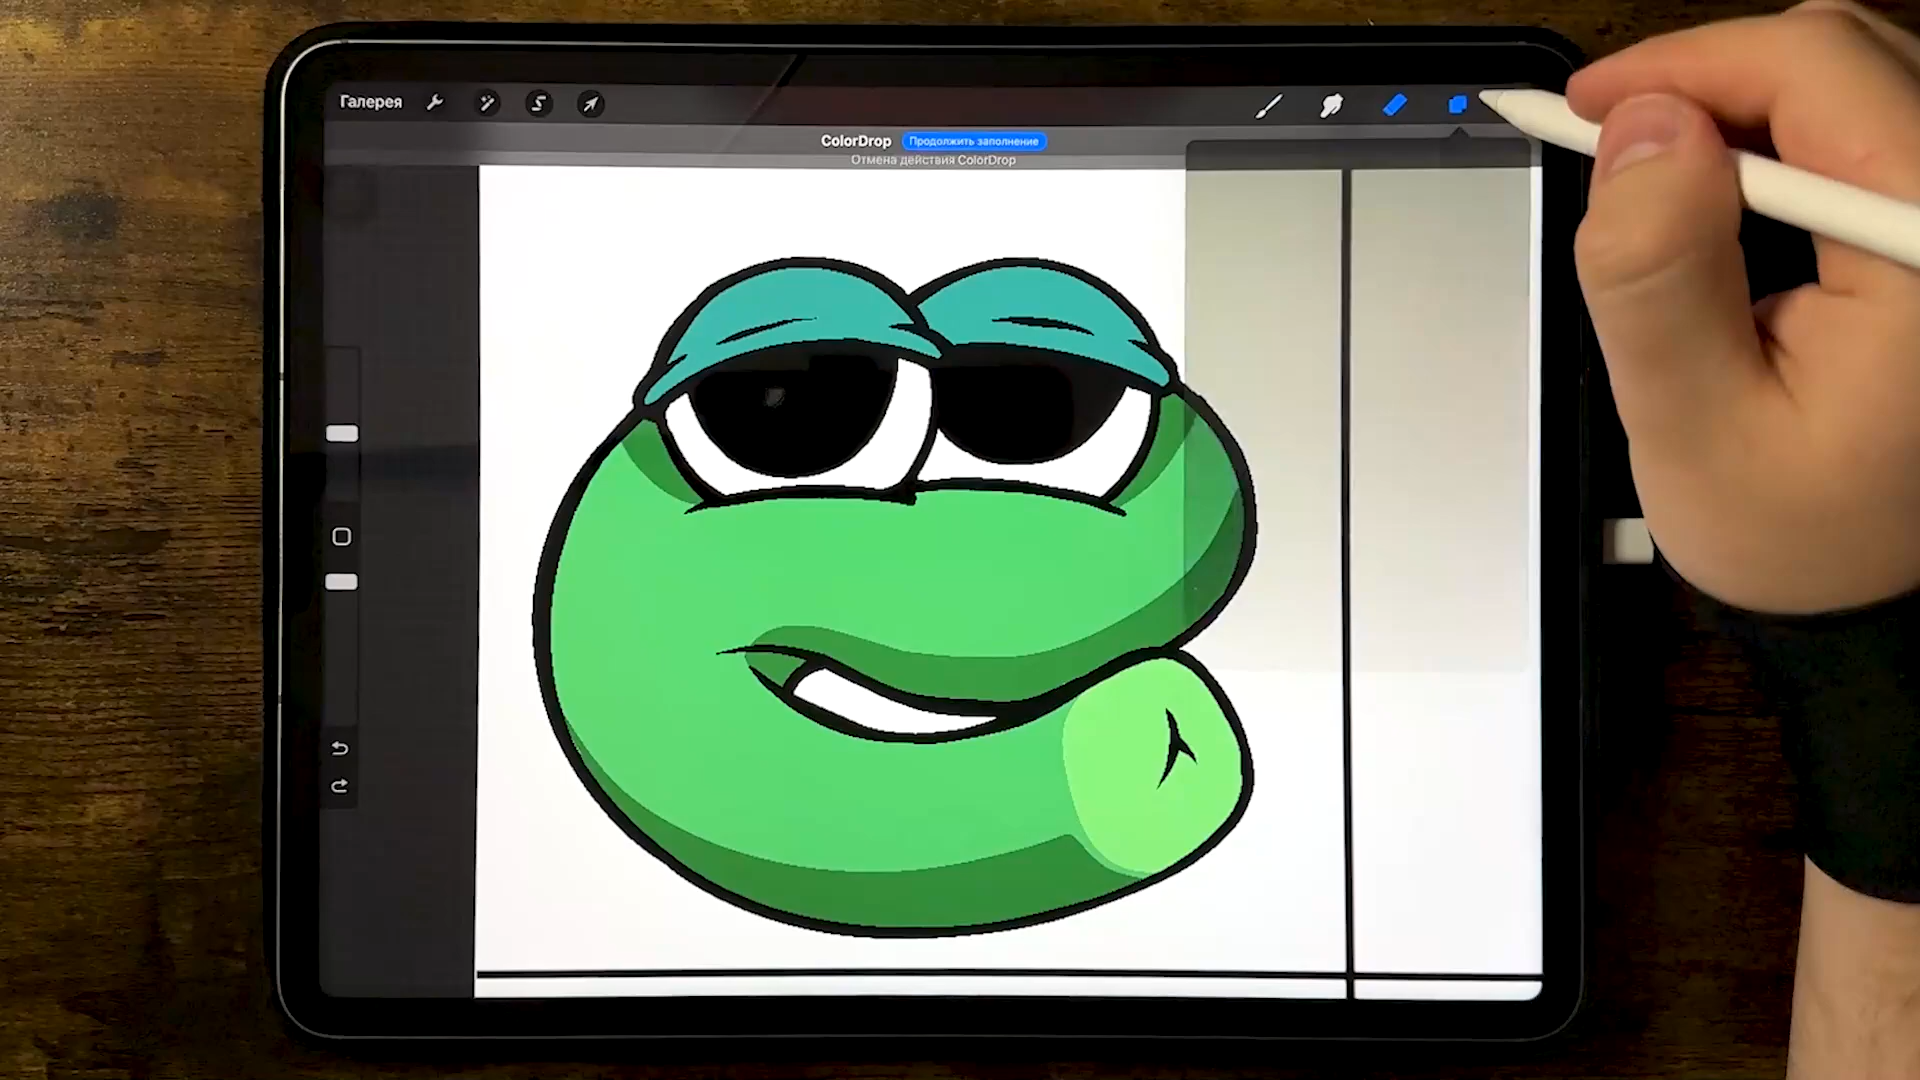 Галерея
ColorDrop Продолжить заполнение
Отмена действия ColorDrop